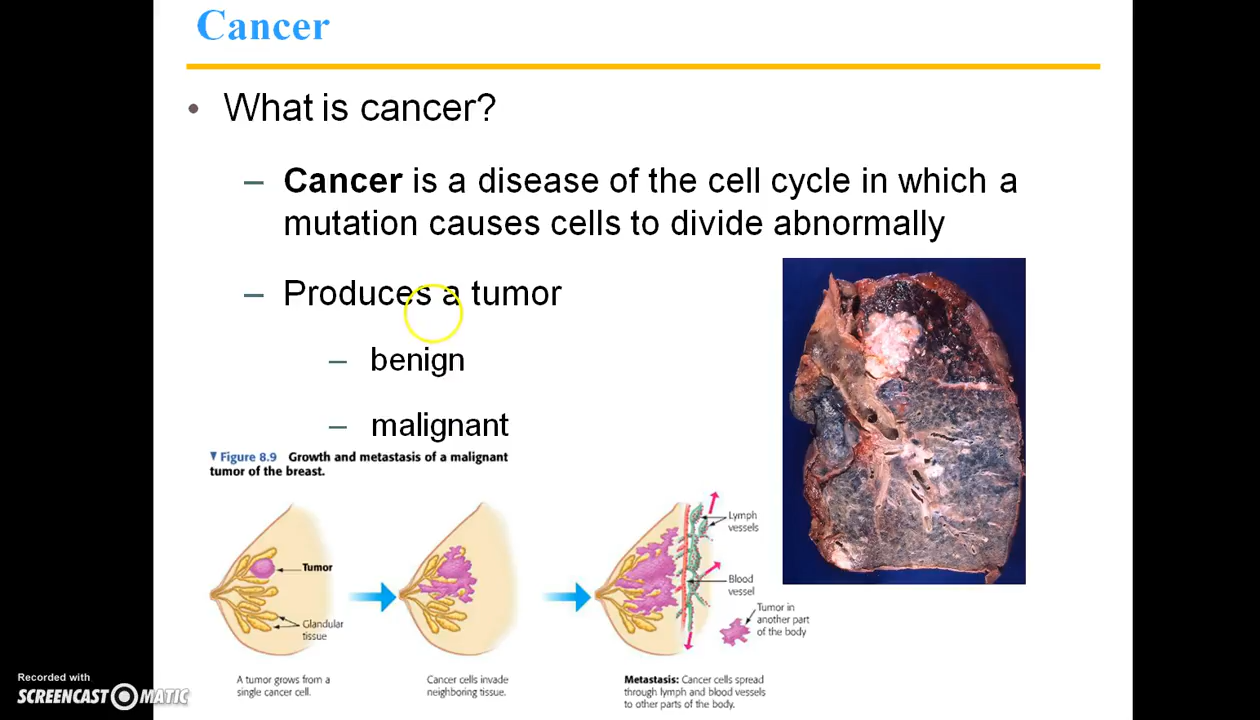 Cancer
• What is cancer?
– Cancer is a disease of the cell cycle in which a
mutation causes cells to divide abnormally
– Produces a tumor
– benign
– malignant
▼ Figure 8.9 Growth and metastasis of a malignant
tumor of the breast.
Tumor
Glandular
tissue
Lymph
vessels
Blood
vessel
Tumor in
another part
of the body
A tumor grows from a
single cancer cell.
Cancer cells invade
neighboring tissue.
Metastasis: Cancer cells spread
through lymph and blood vessels
to other parts of the body.
Recorded with
SCREENCAST O MATIC